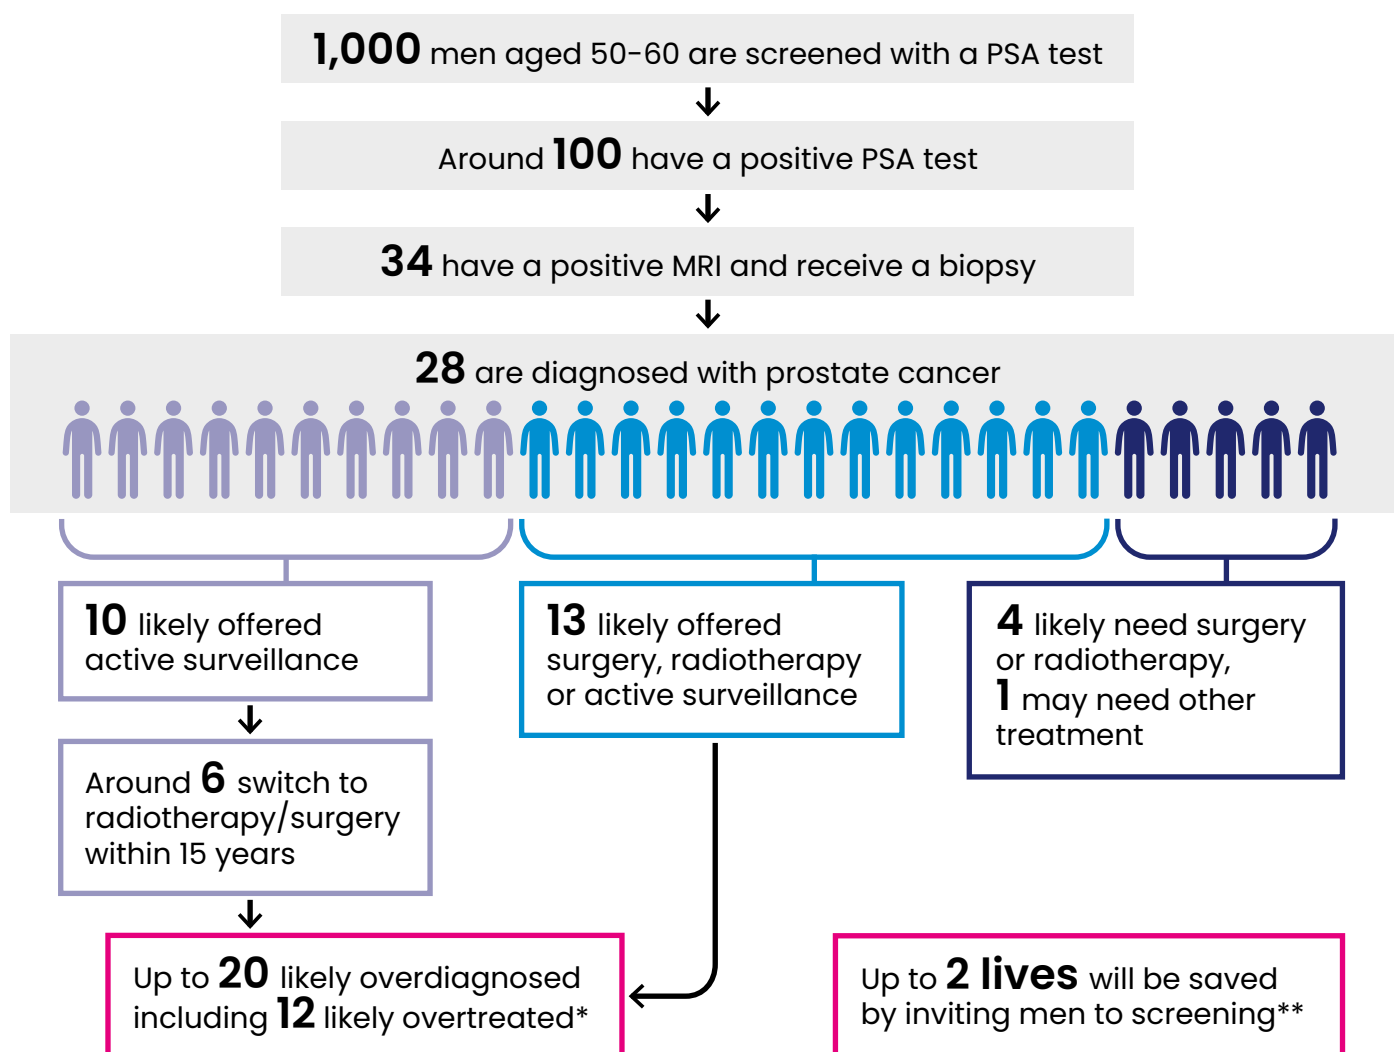 1,000 men aged 50-60 are screened with a PSA test
Around 100 have a positive PSA test
34 have a positive MRI and receive a biopsy
28 are diagnosed with prostate cancer
10 likely offered
active surveillance
Around 6 switch to
radiotherapy/surgery
within 15 years
13 likely offered
surgery, radiotherapy
or active surveillance
4 likely need surgery
or radiotherapy,
1 may need other
treatment
Up to 20 likely overdiagnosed
including 12 likely overtreated*
Up to 2 lives will be saved
by inviting men to screening**